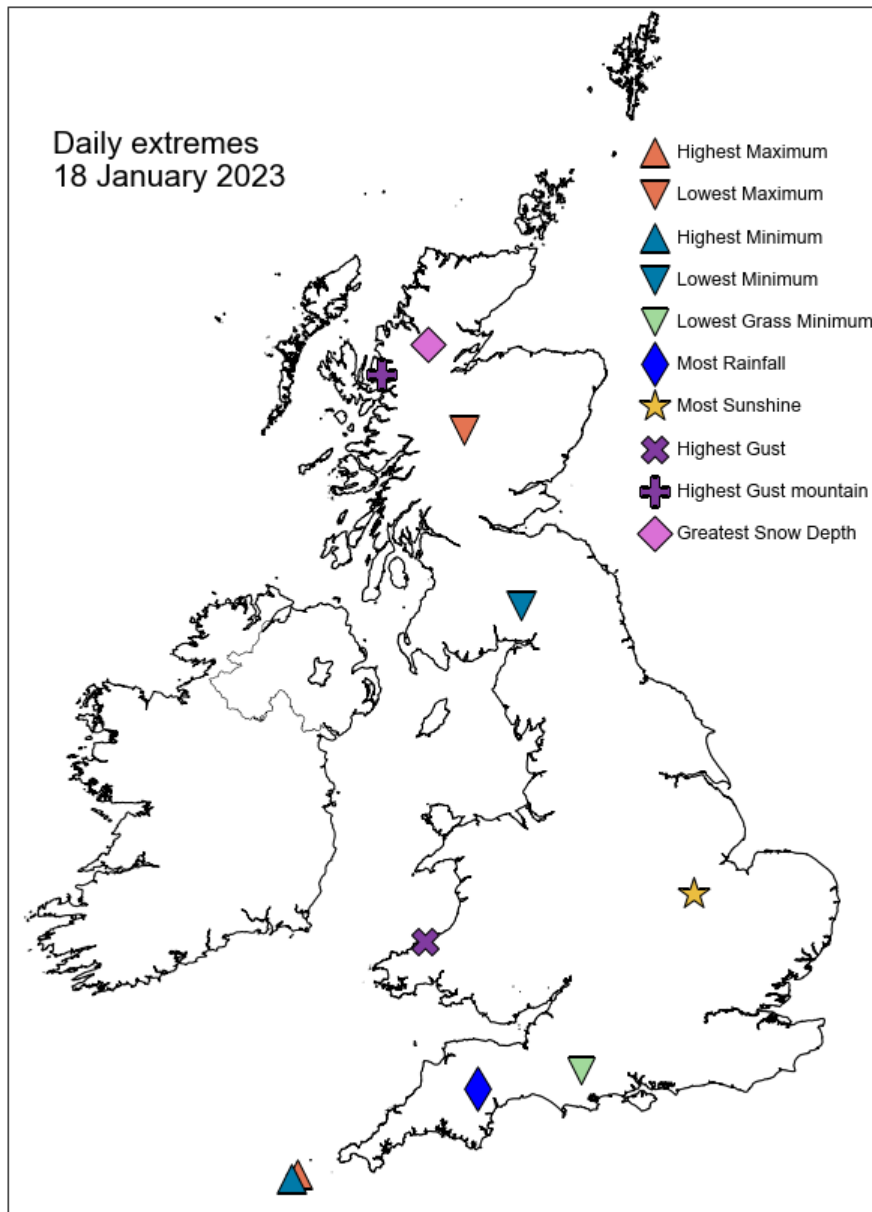 Daily extremes
18 January 2023
Highest Maximum
Lowest Maximum
Highest Minimum
Lowest Minimum
Lowest Grass Minimum
Most Rainfall
Most Sunshine
Highest Gust
Highest Gust mountain
Greatest Snow Depth